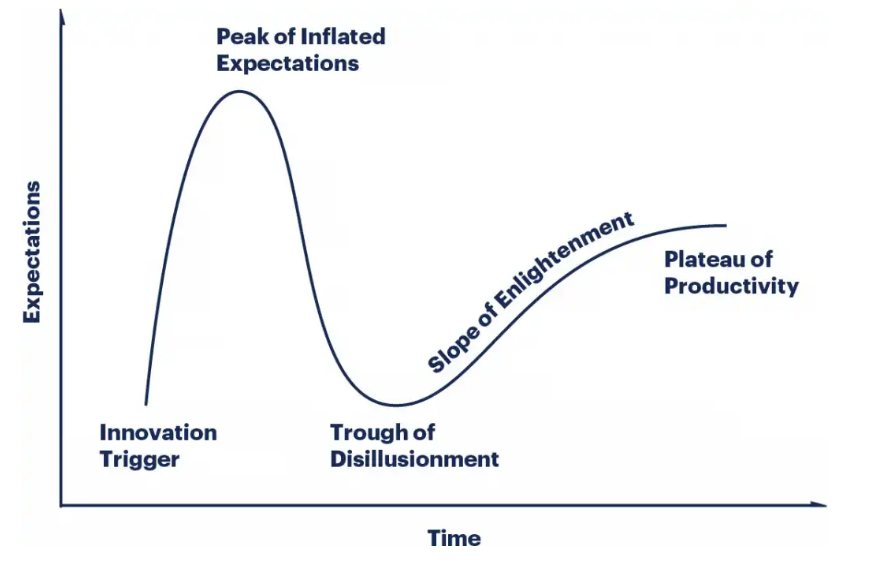 Peak of Inflated
Expectations
Expectations
Slope of Enlightenment
Plateau of
Productivity
Innovation
Trigger
Trough of
Disillusionment
Time